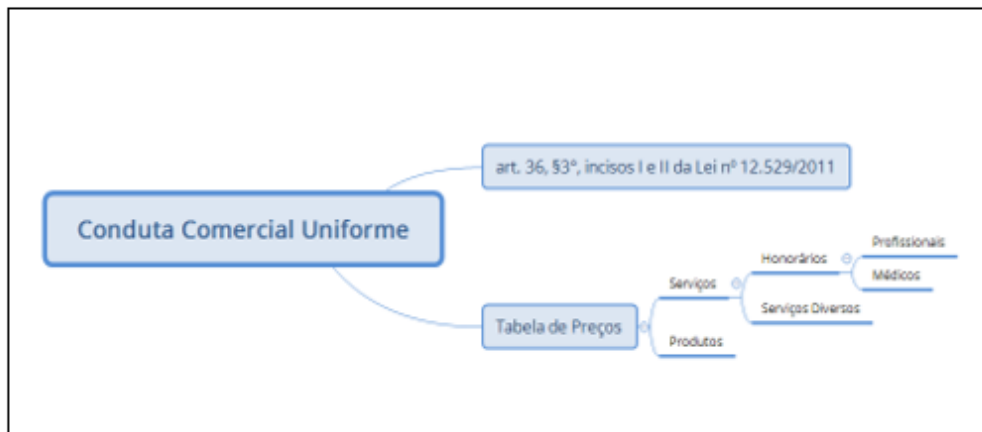 Conduta Comercial Uniforme
art. 36, §3º, incisos I e II da Lei nº 12.529/2011
Tabela de Preços
Serviços
Honorários
Profissionais
Médicos
Serviços Diversos
Produtos